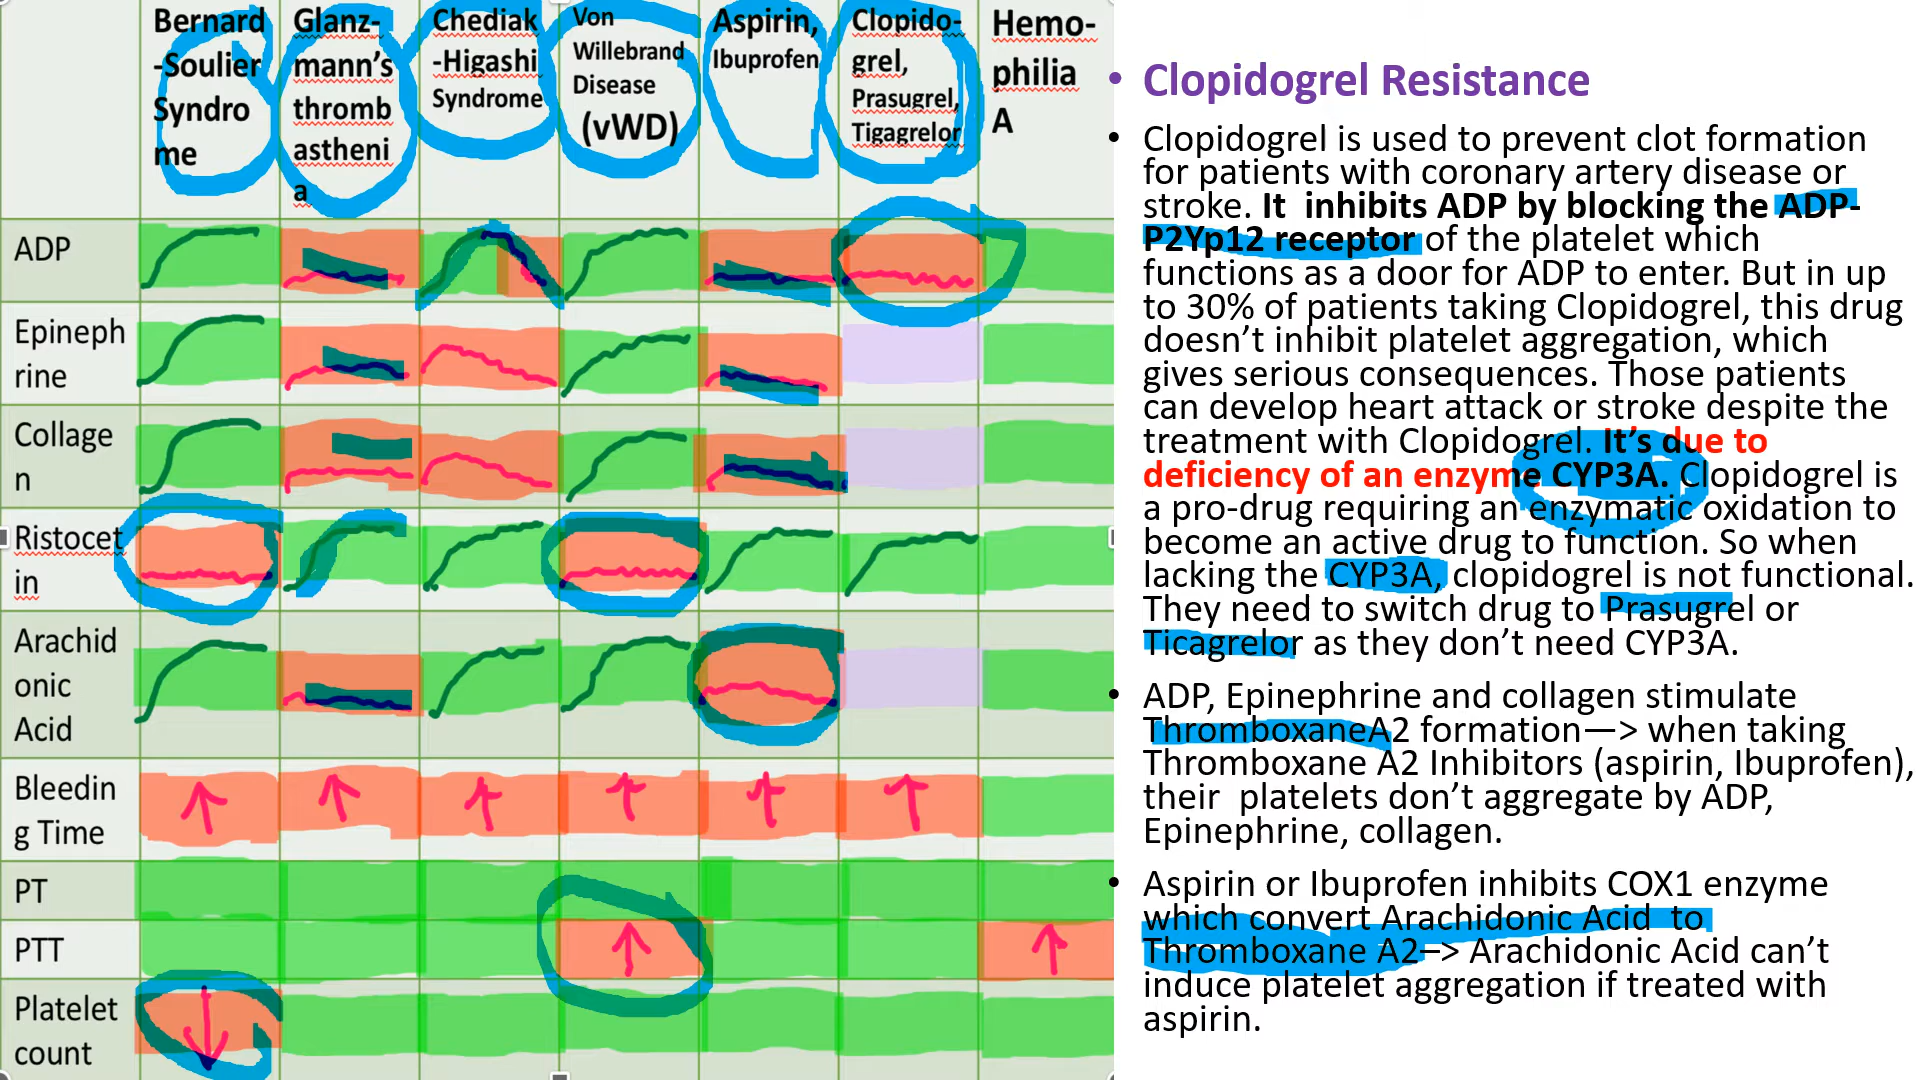 Bernard
-Soulier
Syndro
me
Glanz-
mann’s
thromb
astheni
a
Chediak
-Higashi
Syndrome
Von
Willebrand
Disease
(vWD)
Aspirin,
Ibuprofen
Clopido-
grel,
Prasugrel,
Tigagrelor
Hemo-
philia
A
ADP
Epineph
rine
Collage
n
Ristocet
in
Arachid
onic
Acid
Bleedin
g Time
PT
PTT
Platelet
count
• Clopidogrel Resistance
• Clopidogrel is used to prevent clot formation
for patients with coronary artery disease or
stroke. It inhibits ADP by blocking the ADP-
P2Yp12 receptor of the platelet which
functions as a door for ADP to enter. But in up
to 30% of patients taking Clopidogrel, this drug
doesn’t inhibit platelet aggregation, which
gives serious consequences. Those patients
can develop heart attack or stroke despite the
treatment with Clopidogrel. It’s due to
deficiency of an enzyme CYP3A. Clopidogrel is
a pro-drug requiring an enzymatic oxidation to
become an active drug to function. So when
lacking the CYP3A, clopidogrel is not functional.
They need to switch drug to Prasugrel or
Ticagrelor as they don’t need CYP3A.
• ADP, Epinephrine and collagen stimulate
ThromboxaneA2 formation—> when taking
Thromboxane A2 Inhibitors (aspirin, Ibuprofen),
their platelets don’t aggregate by ADP,
Epinephrine, collagen.
• Aspirin or Ibuprofen inhibits COX1 enzyme
which convert Arachidonic Acid to
Thromboxane A2–> Arachidonic Acid can’t
induce platelet aggregation if treated with
aspirin.